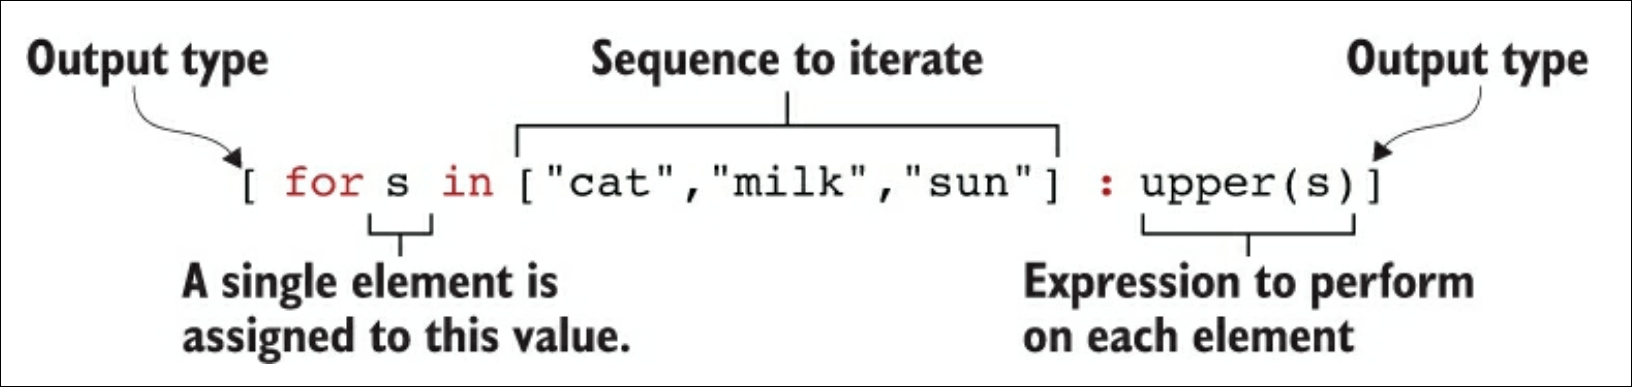 Output type
Sequence to iterate
Output type
[ for s in ["cat","milk","sun"] : upper(s)]
A single element is
assigned to this value.
Expression to perform
on each element